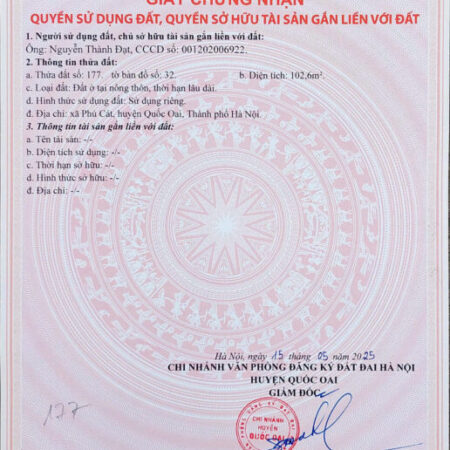 GIẤY CHỨNG NHẬN
QUYỀN SỬ DỤNG ĐẤT, QUYỀN SỞ HỮU TÀI SẢN GẮN LIỀN VỚI ĐẤT
1. Người sử dụng đất, chủ sở hữu tài sản gắn liền với đất:
Ông: Nguyễn Thành Đạt, CCCD số: 001202006922.
2. Thông tin thửa đất:
a. Thửa đất số: 177. tờ bản đồ số: 32. b. Diện tích: 102,6m².
c. Loại đất: Đất ở tại nông thôn, thời hạn lâu dài.
d. Hình thức sử dụng đất: Sử dụng riêng.
đ. Địa chỉ: xã Phú Cát, huyện Quốc Oai, Thành phố Hà Nội.
3. Thông tin tài sản gắn liền với đất:
a. Tên tài sản: -/-
b. Diện tích sử dụng: -/-
c. Thời hạn sở hữu: -/-
d. Hình thức sở hữu: -/-
đ. Địa chỉ: -/-
Hà Nội, ngày 15 tháng 05 năm 2025
CHI NHÁNH VĂN PHÒNG ĐĂNG KÝ ĐẤT ĐAI HÀ NỘI
HUYỆN QUỐC OAI
GIÁM ĐỐC
177
CHI NHÁNH
HUYỆN
QUỐC OAI